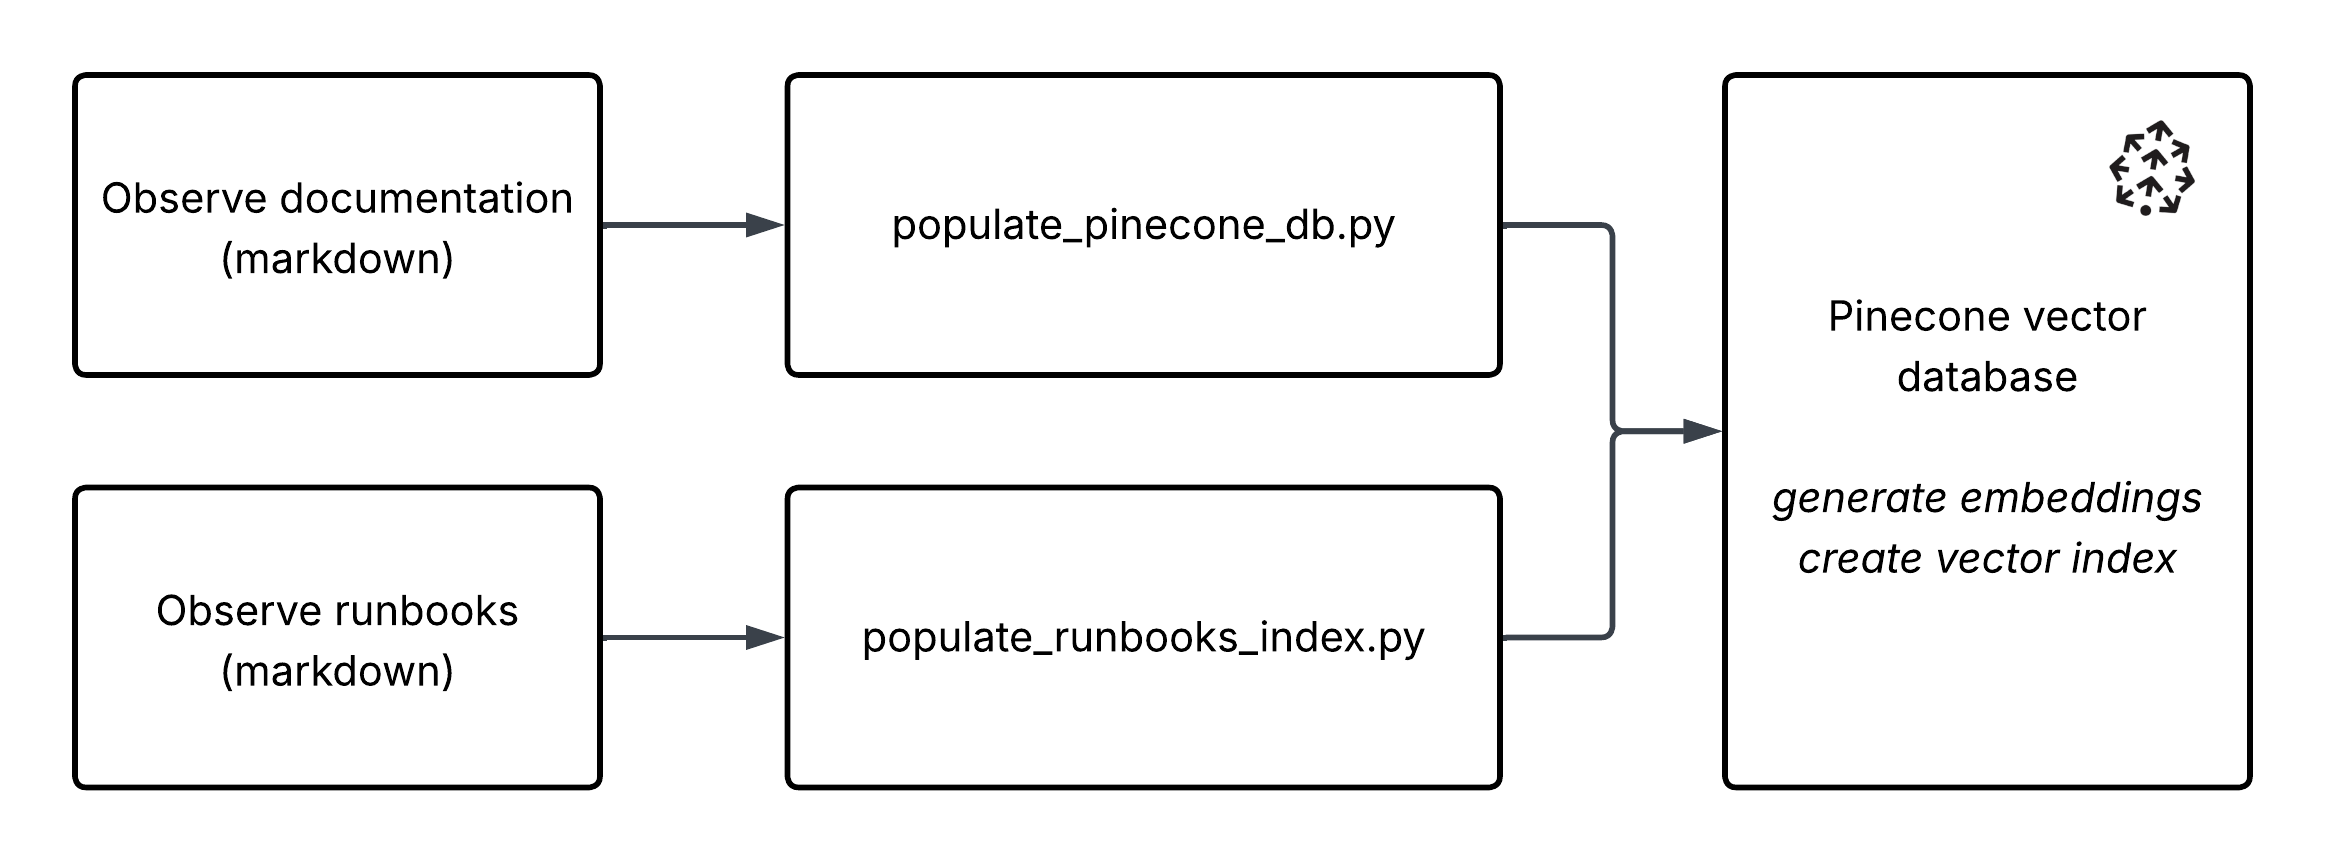 Observe documentation
(markdown)
populate_pinecone_db.py
Observe runbooks
(markdown)
populate_runbooks_index.py
Pinecone vector
database
generate embeddings
create vector index